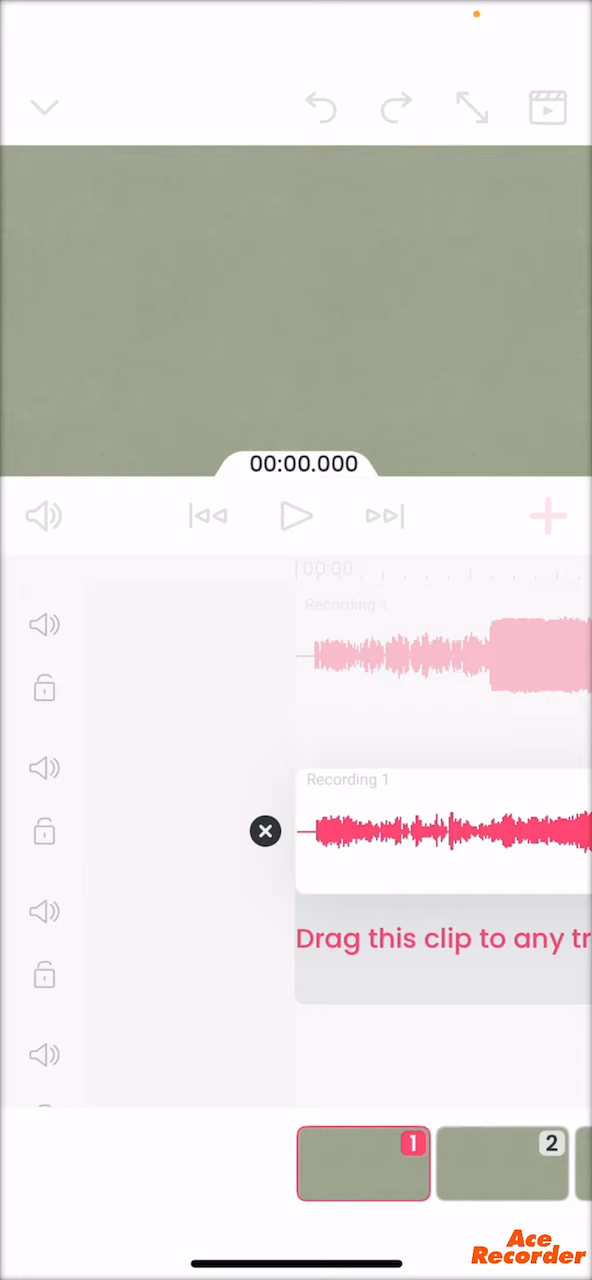 00:00.000
00:00
Recording 1
Recording 1
Drag this clip to any tr
1
2
Ace
Recorder